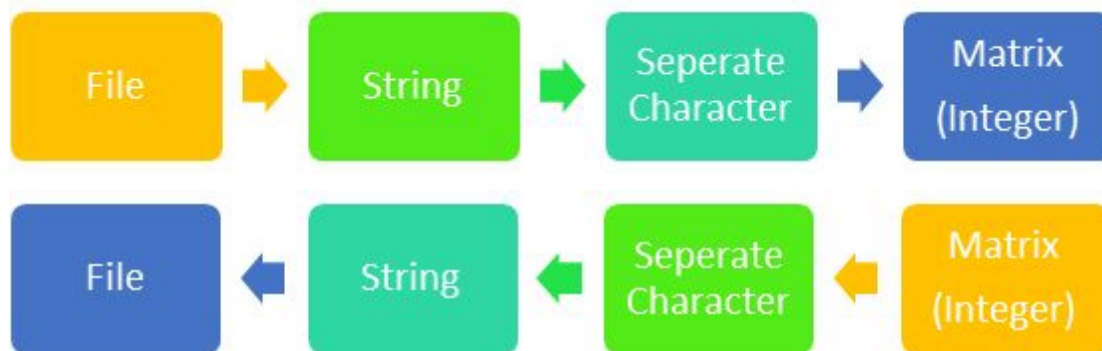 File
String
Seperate
Character
Matrix
(Integer)
File
String
Seperate
Character
Matrix
(Integer)